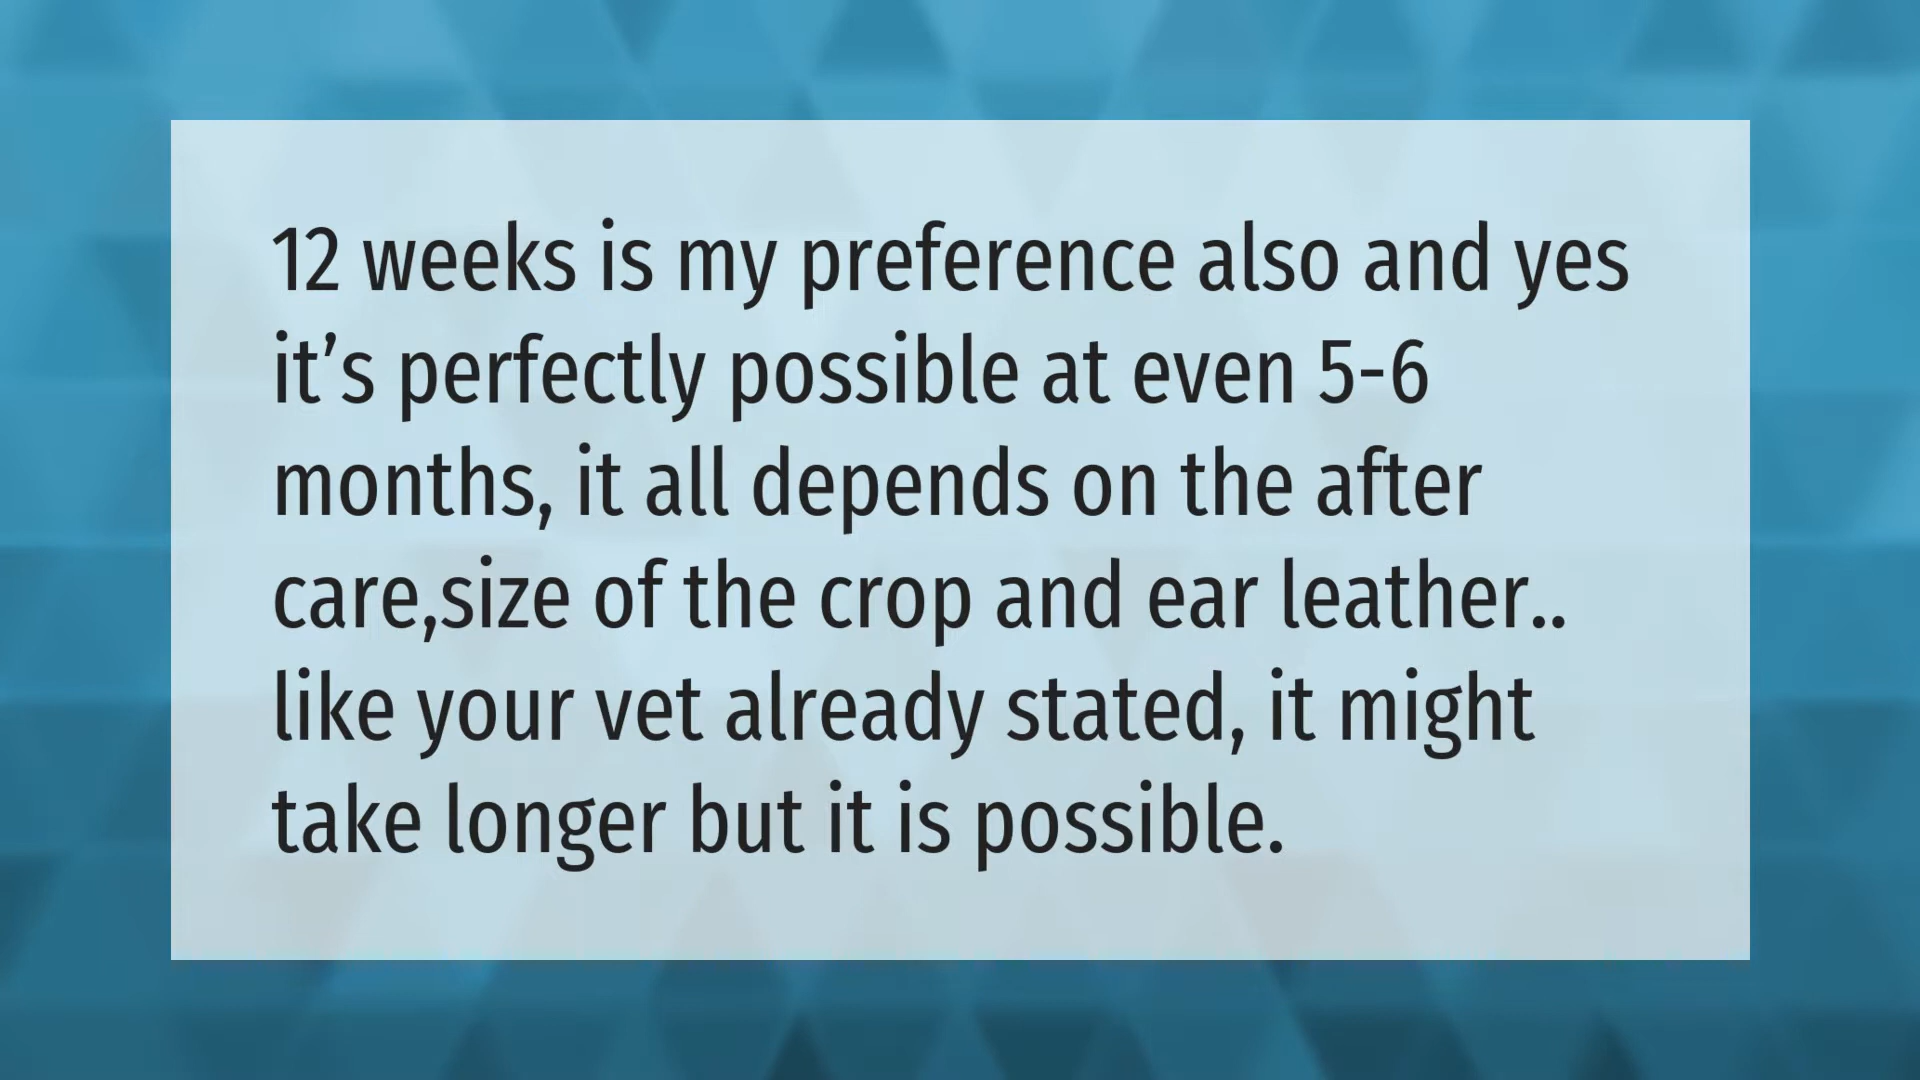 12 weeks is my preference also and yes
it’s perfectly possible at even 5-6
months, it all depends on the after
care,size of the crop and ear leather..
like your vet already stated, it might
take longer but it is possible.